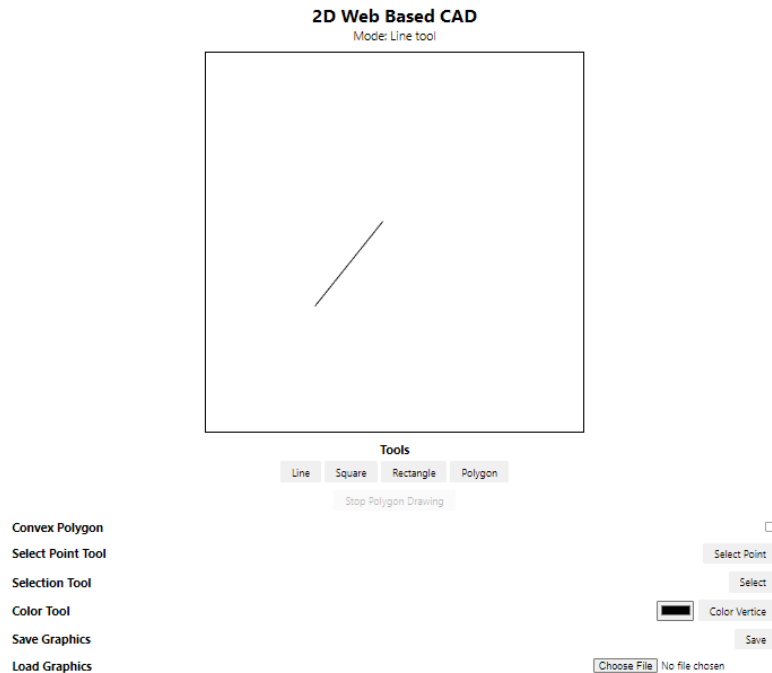 2D Web Based CAD
Mode: Line tool
Tools
Line Square Rectangle Polygon
Stop Polygon Drawing
Convex Polygon
Select Point Tool Select Point
Selection Tool Select
Color Tool Color Vertice
Save Graphics Save
Load Graphics Choose File No file chosen